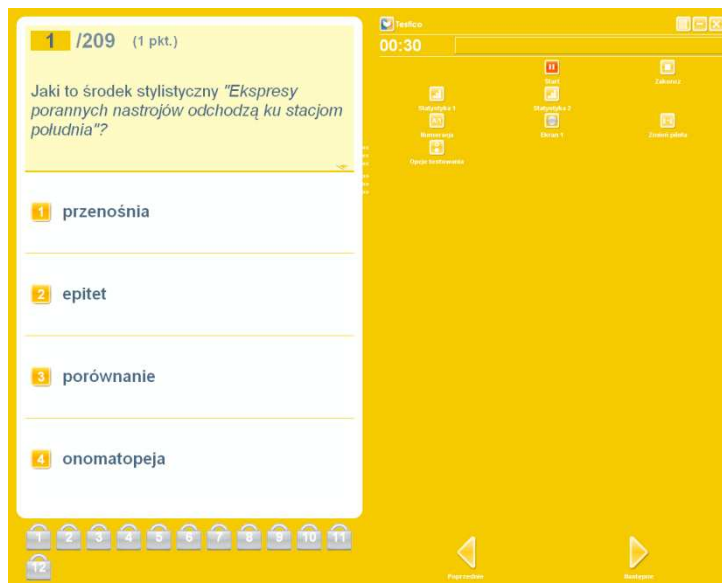 1 /209 (1 pkt.)
Jaki to środek stylistyczny "Ekspresy
porannych nastrojów odchodzą ku stacjom
południa"?
1 przenośnia
2 epitet
3 porównanie
4 onomatopeja
1 2 3 4 5 6 7 8 9 10 11
12
Testico
00:30
Start Zakończ
Statystyka 1 Statystyka 2
Numeracja Ekran 1 Zmień pilota
Opcje testowania
Poprzednie Następne